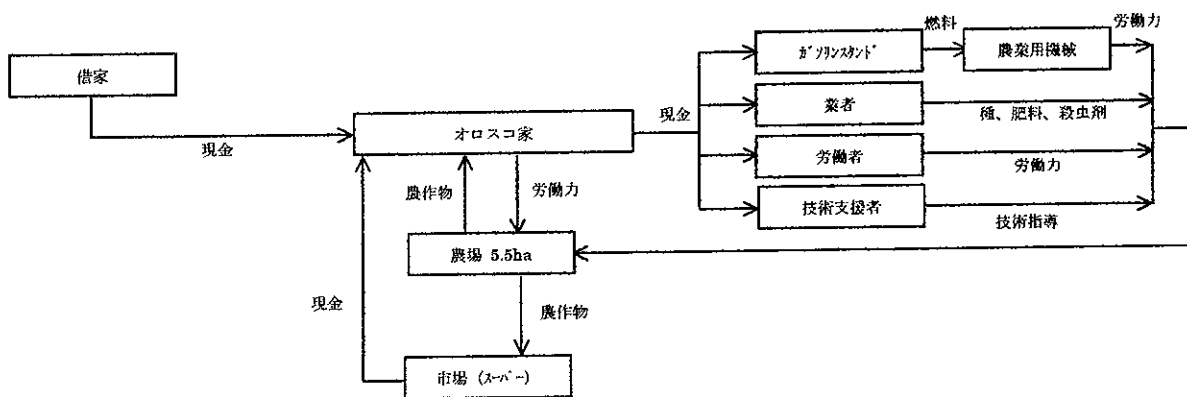 燃料
労働力
ガソリンスタンド
農業用機械
借家
現金
業者
種、肥料、殺虫剤
オロスコ家
現金
労働者
労働力
農作物
労働力
技術支援者
技術指導
農場 5.5ha
現金
農作物
市場 (スーパー)